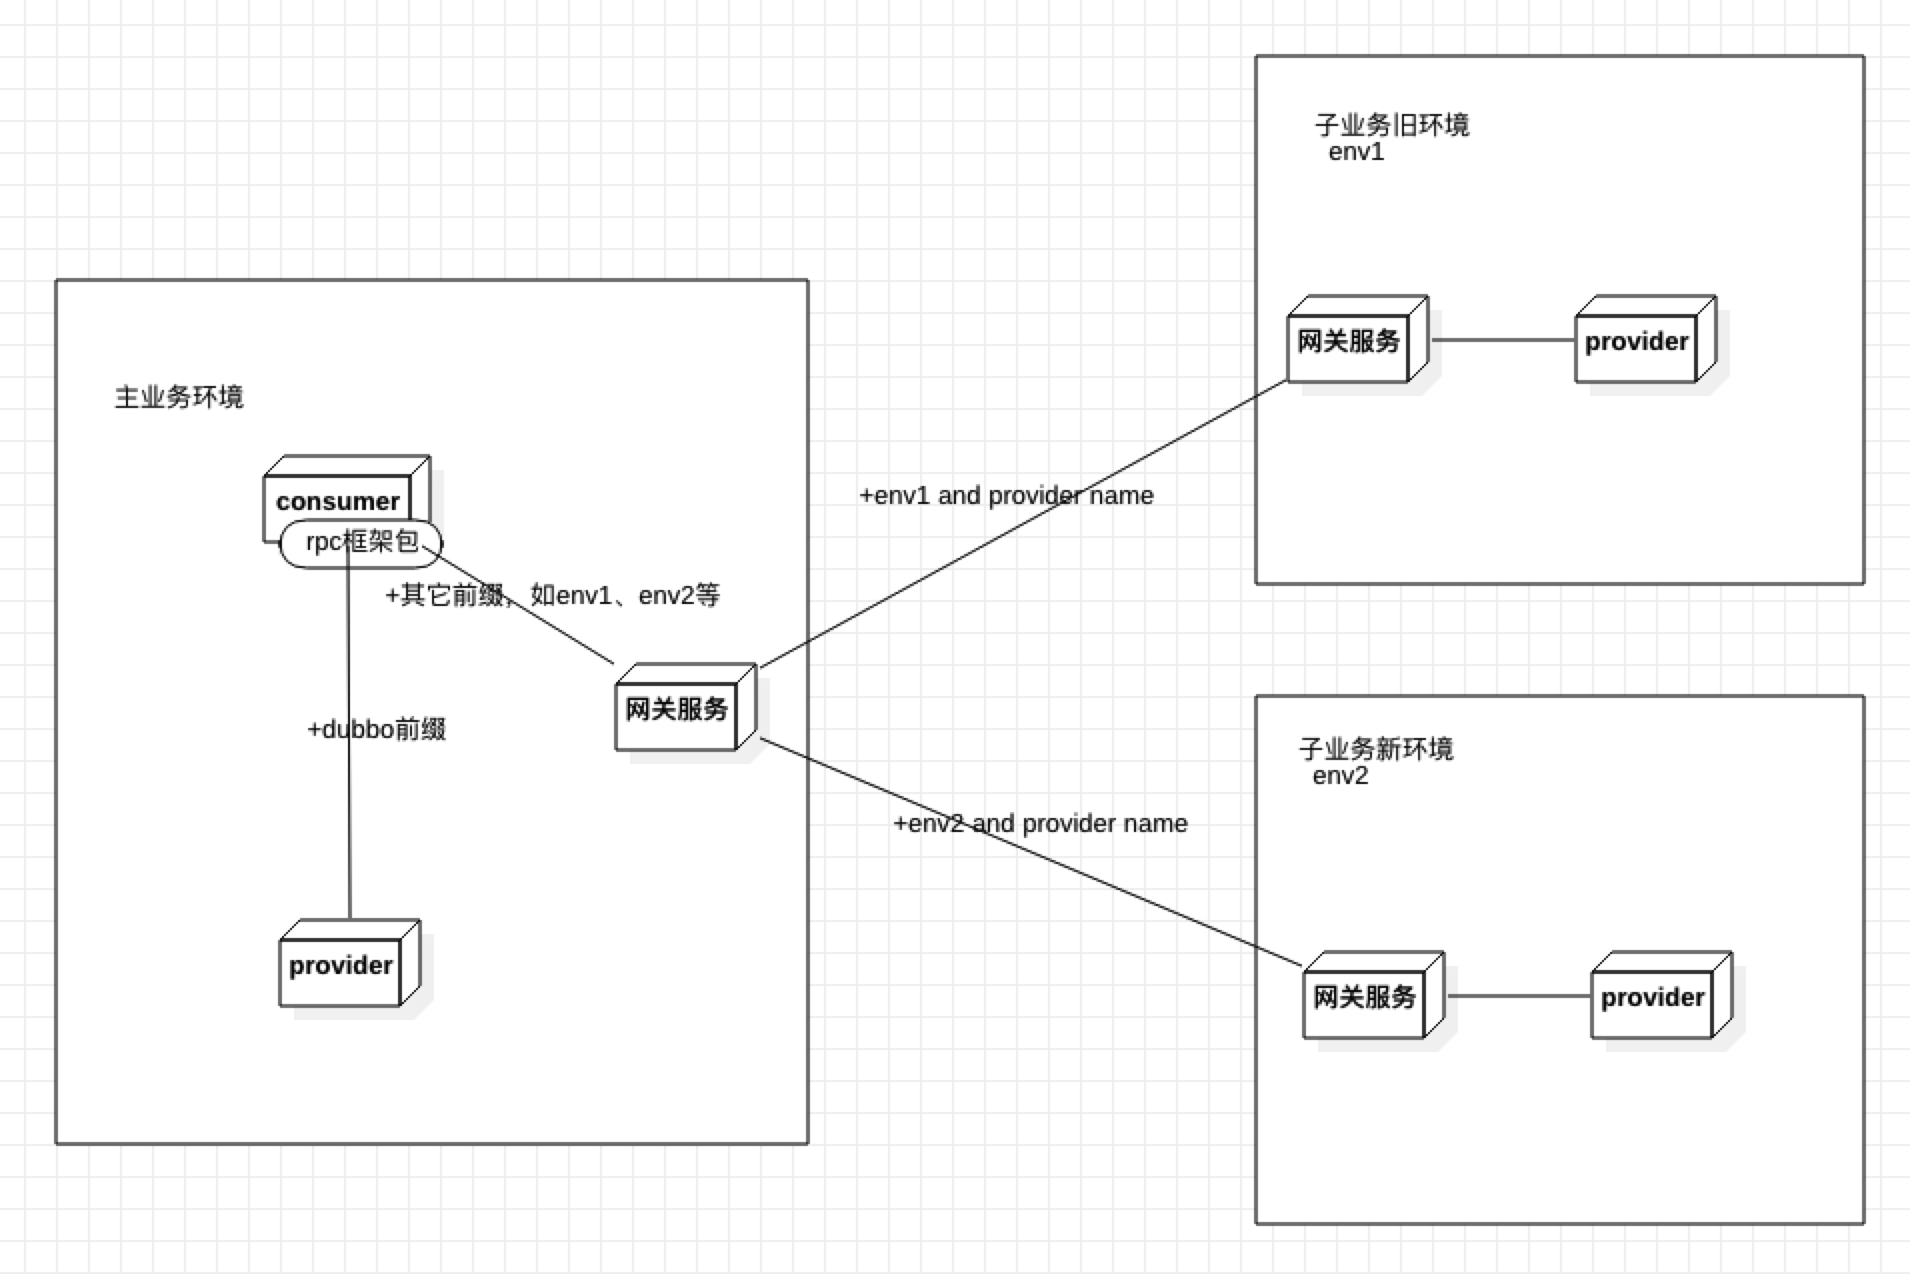 子业务旧环境
env1
网关服务
provider
主业务环境
consumer
rpc框架包
+env1 and provider name
+其它前缀，如env1、env2等
网关服务
+dubbo前缀
子业务新环境
env2
+env2 and provider name
provider
网关服务
provider